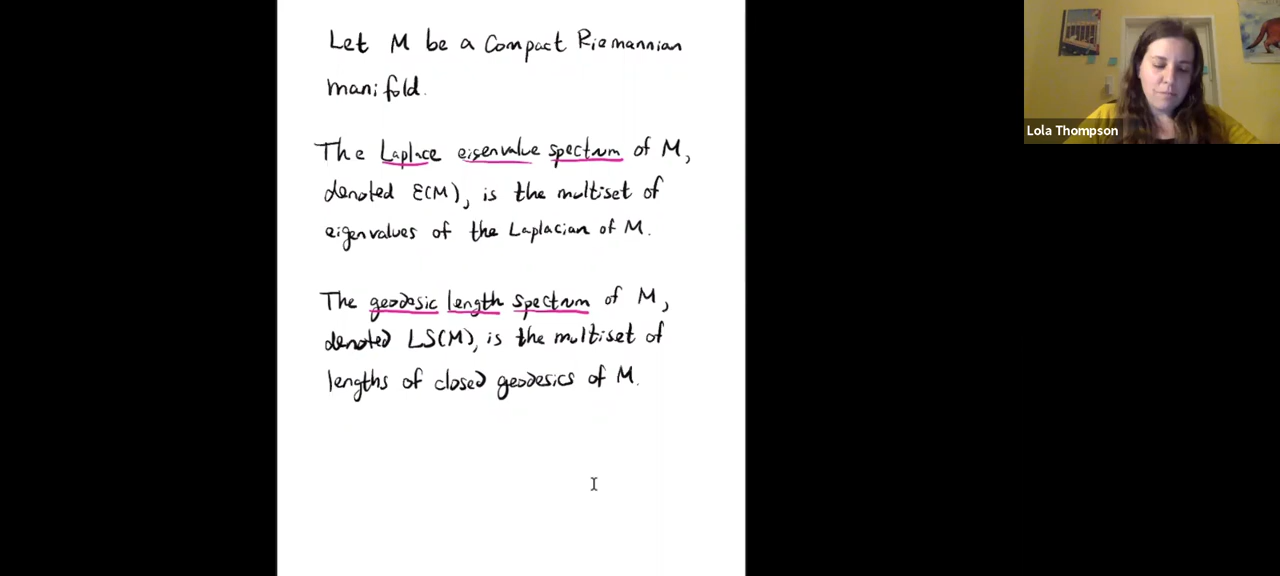 Let M be a Compact Riemannian
manifold.
The Laplace eigenvalue spectrum of M,
denoted Ɛ(M), is the multiset of
eigenvalues of the Laplacian of M.
The geodesic length spectrum of M,
denoted LS(M), is the multiset of
lengths of closed geodesics of M.
Lola Thompson